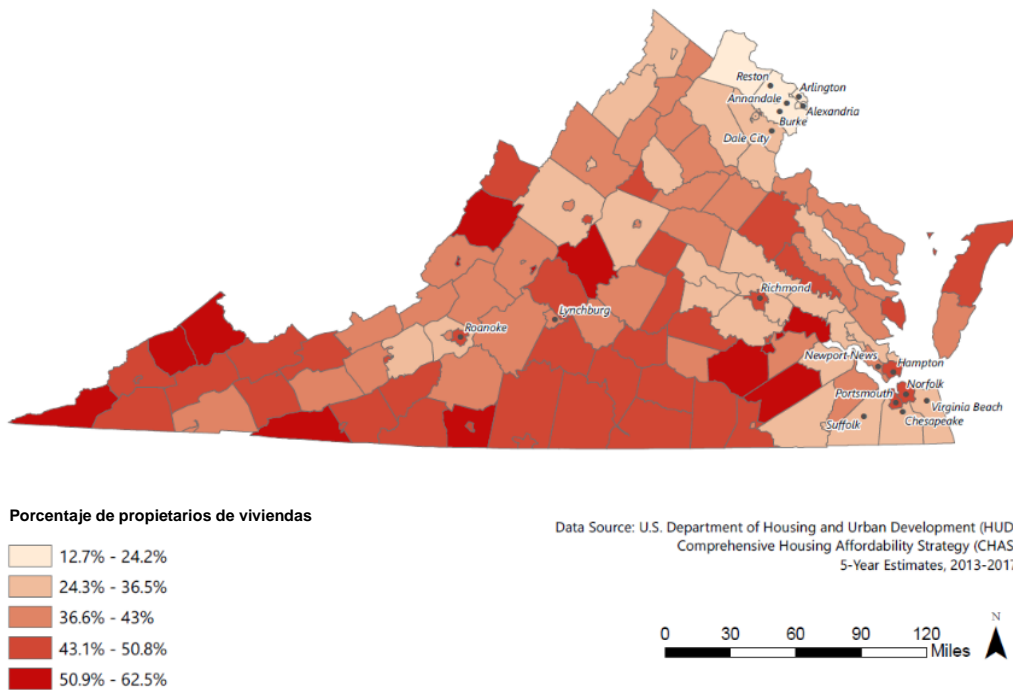 Reston
Arlington
Annandale
Alexandria
Burke
Dale City
Richmond
Lynchburg
Roanoke
Newport News
Hampton
Norfolk
Portsmouth
Virginia Beach
Suffolk
Chesapeake
Porcentaje de propietarios de viviendas
12.7% - 24.2%
24.3% - 36.5%
36.6% - 43%
43.1% - 50.8%
50.9% - 62.5%
Data Source: U.S. Department of Housing and Urban Development (HUD
Comprehensive Housing Affordability Strategy (CHAS
5-Year Estimates, 2013-2017
N
0 30 60 90 120
Miles